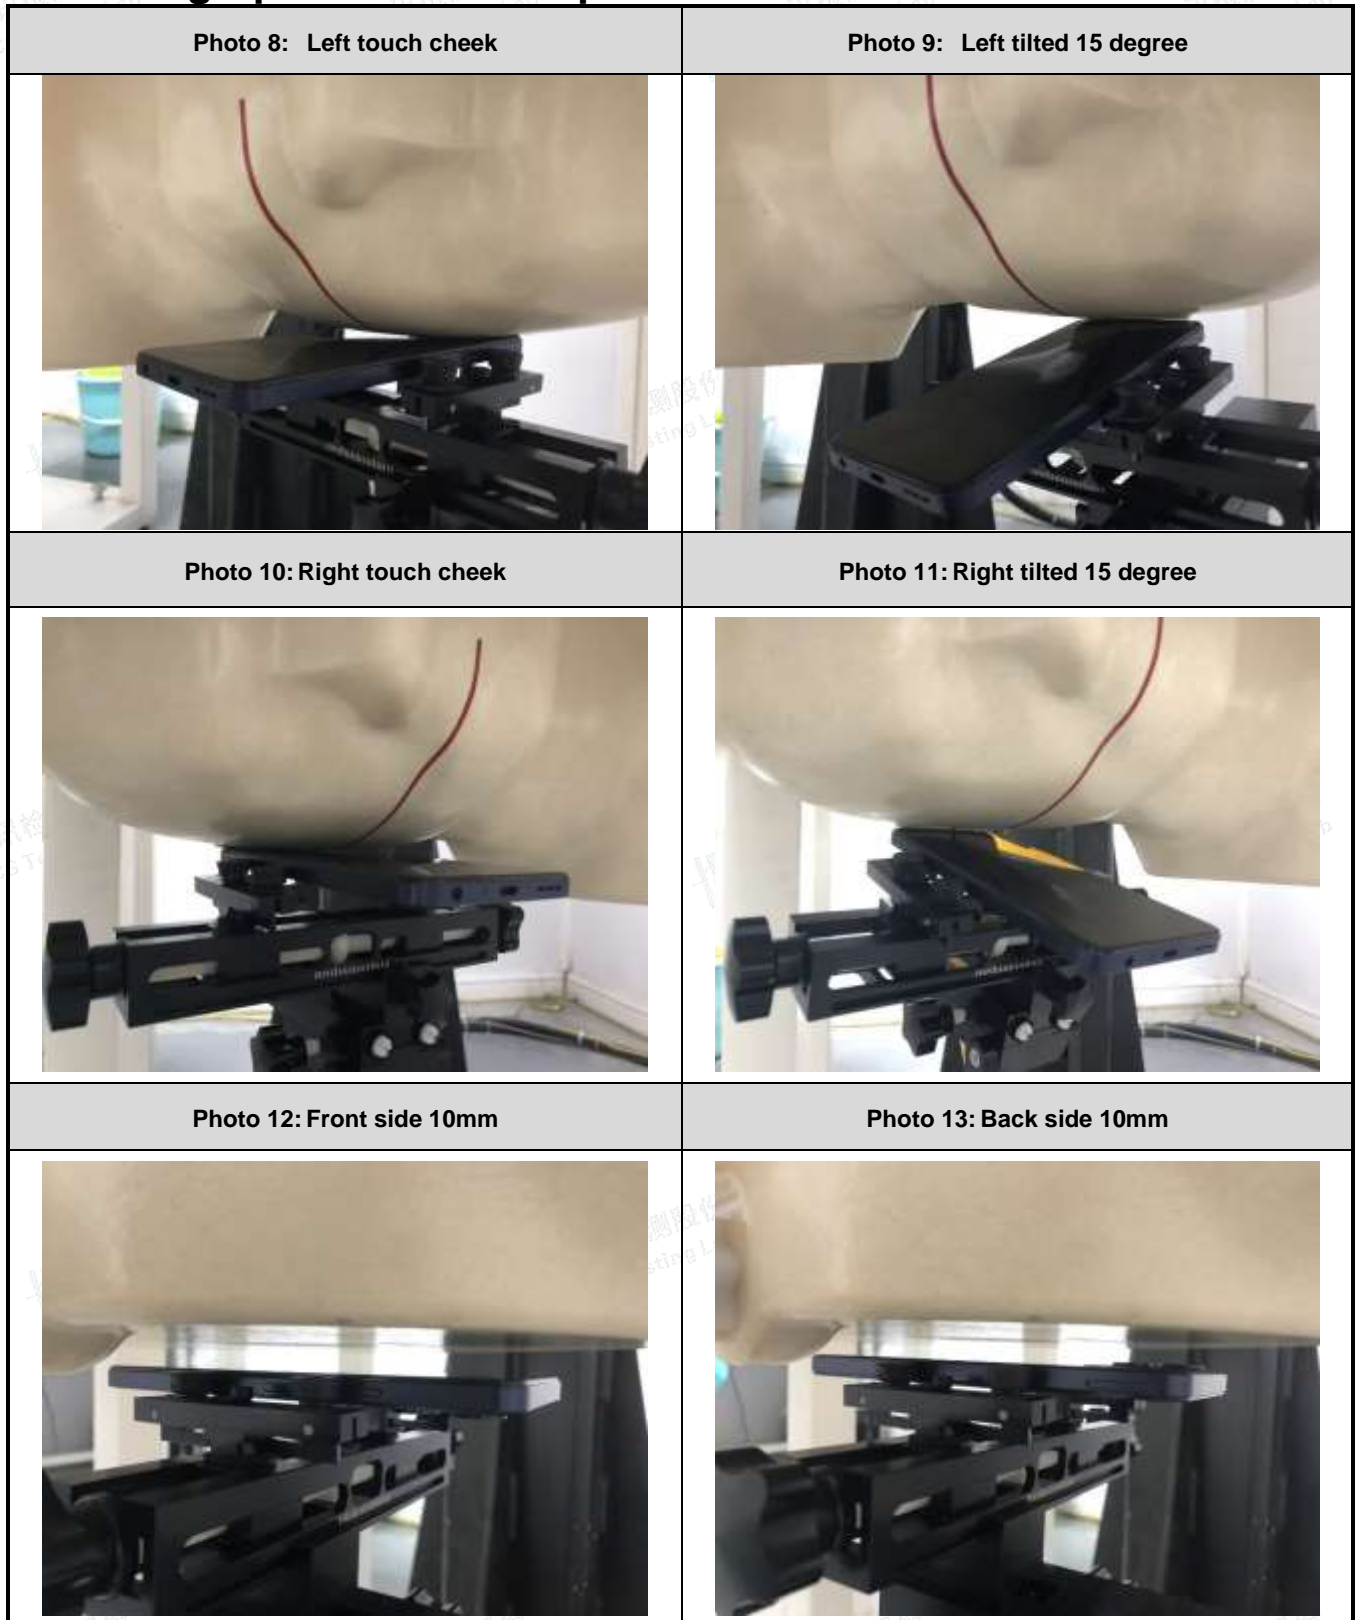 Photo 8: Left touch cheek
Photo 9: Left tilted 15 degree
Photo 10: Right touch cheek
Photo 11: Right tilted 15 degree
Photo 12: Front side 10mm
Photo 13: Back side 10mm